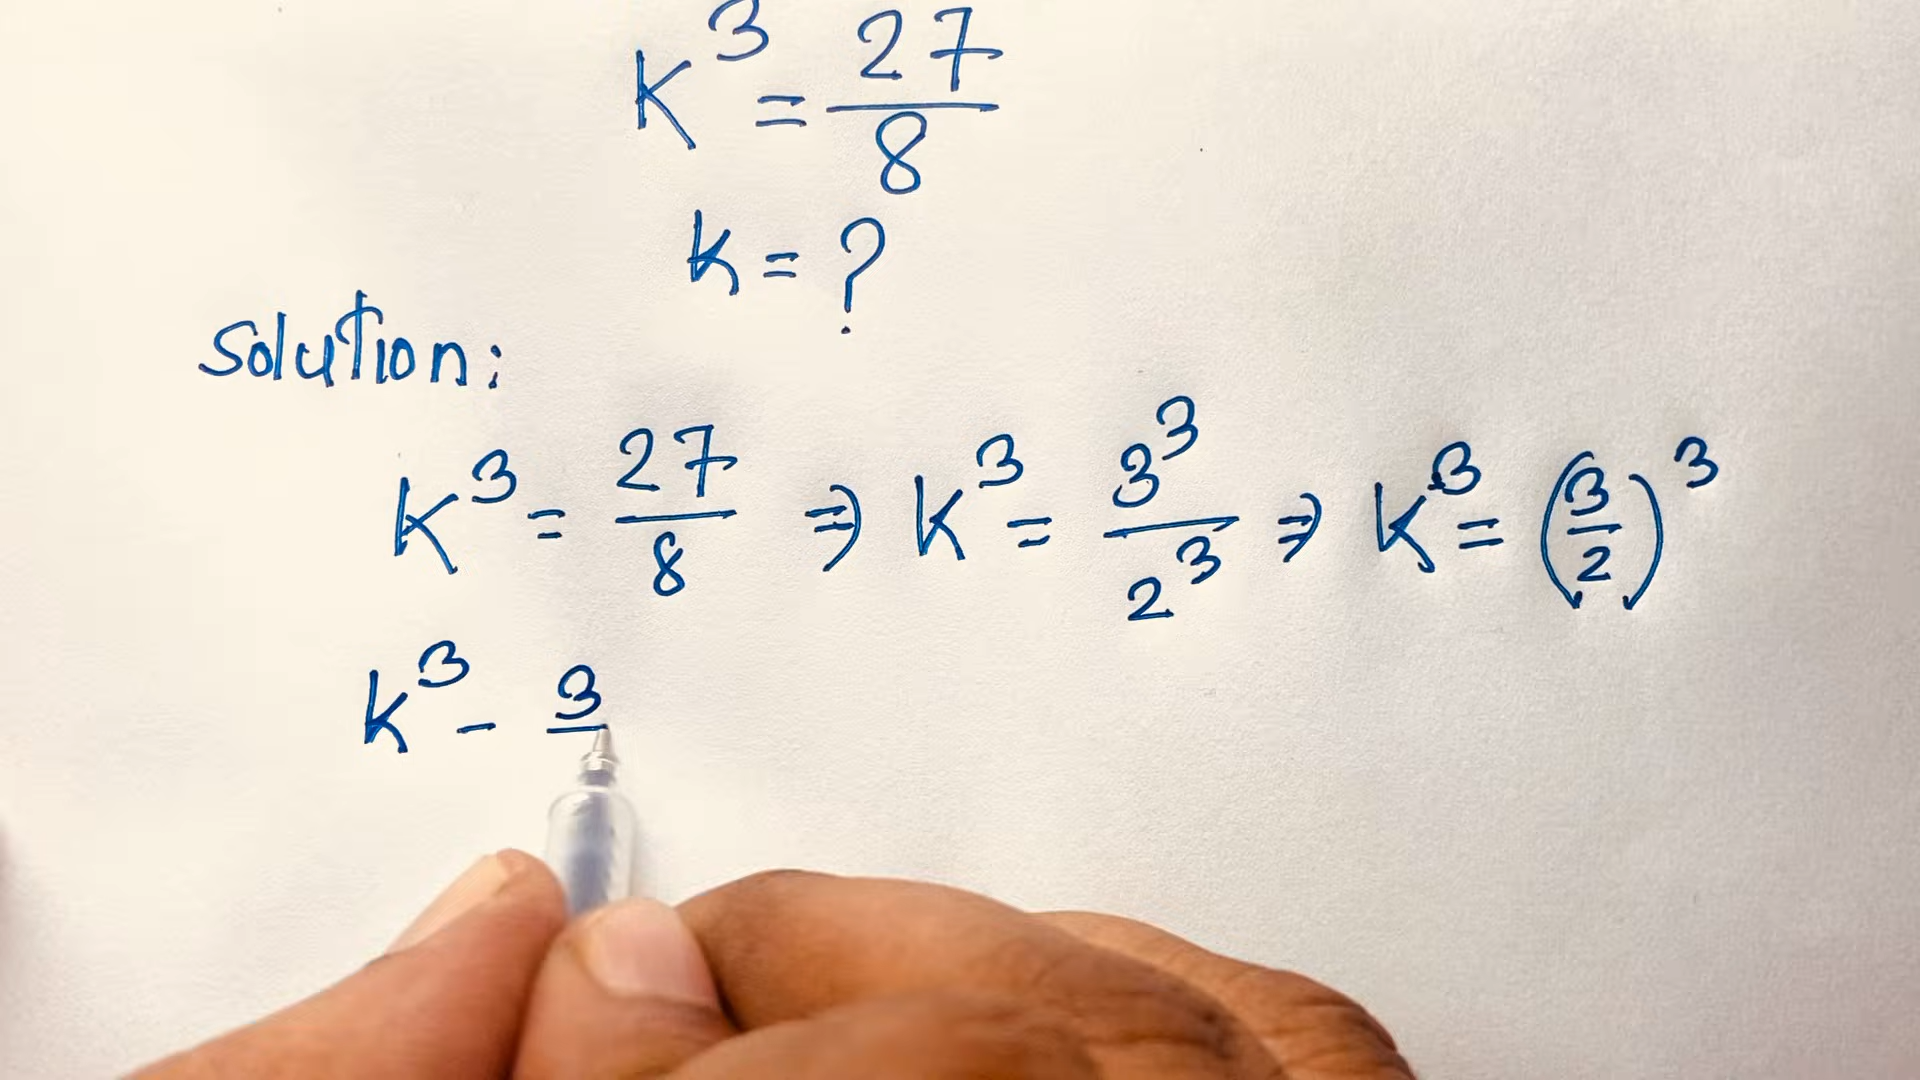 K³ = 27/8
k = ?
Solution:
K³ = 27/8 ⇒ K³ = 3³/2³ ⇒ K³ = (3/2)³
k³ - 3